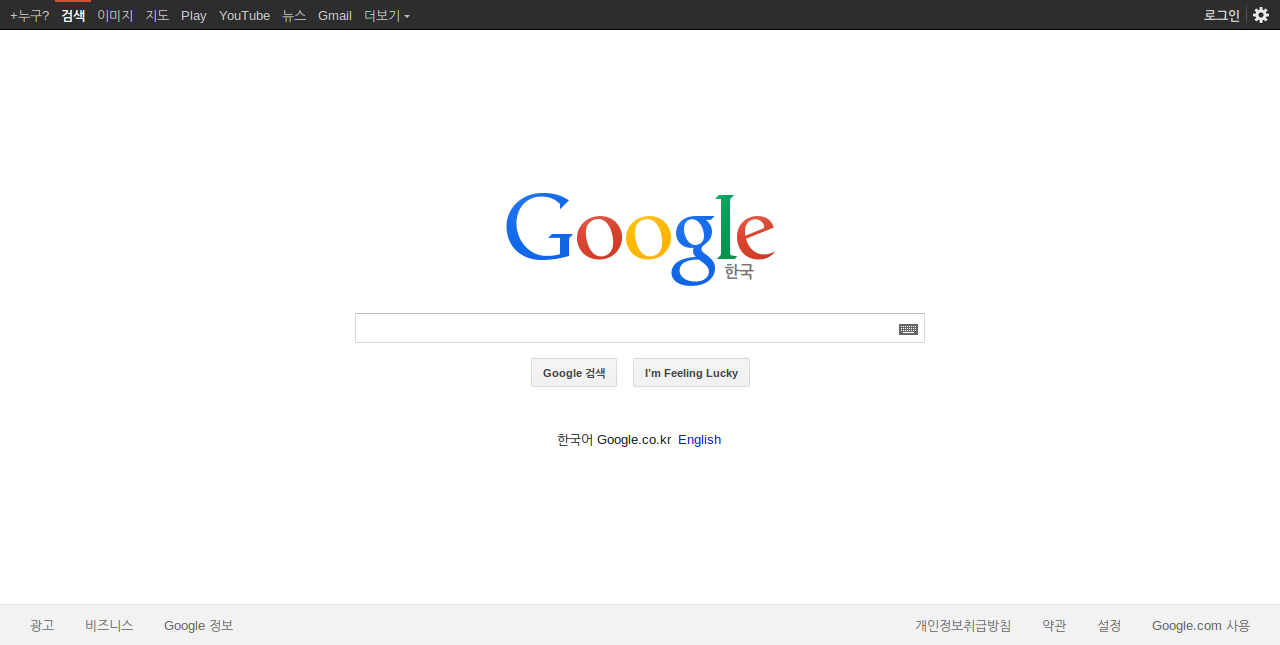 +누구? 검색 이미지 지도 Play YouTube 뉴스 Gmail 더보기 로그인
Google
한국
Google 검색 I'm Feeling Lucky
한국어 Google.co.kr English
광고 비즈니스 Google 정보 개인정보취급방침 약관 설정 Google.com 사용